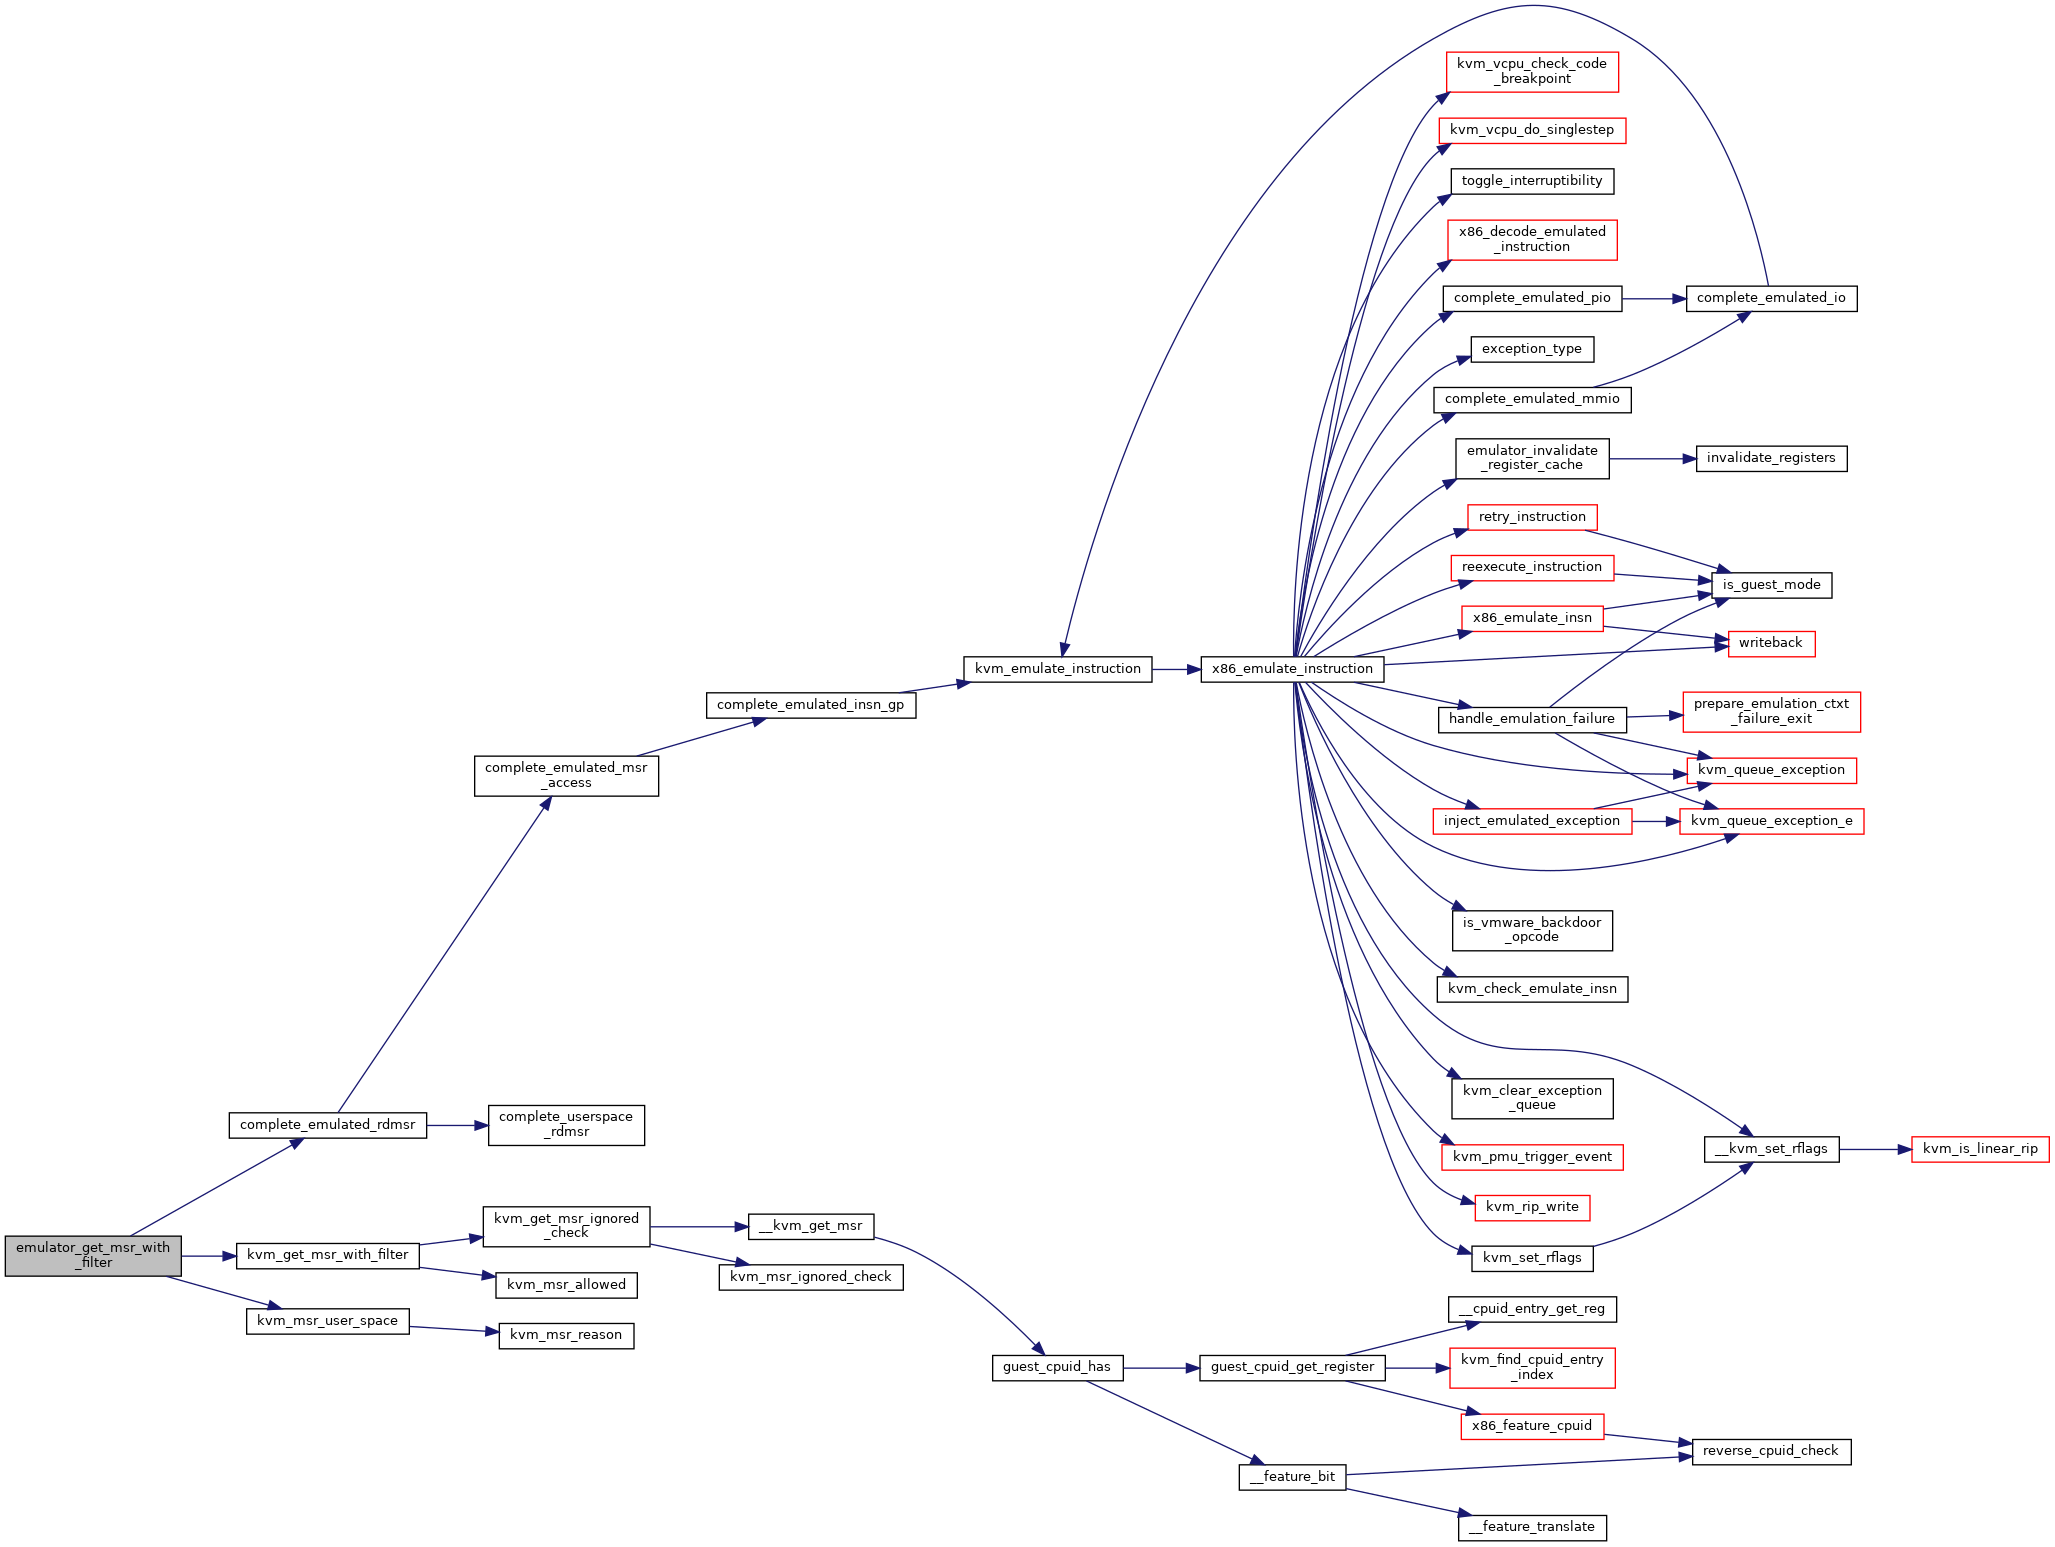 kvm_vcpu_check_code
_breakpoint
kvm_vcpu_do_singlestep
toggle_interruptibility
x86_decode_emulated
_instruction
complete_emulated_pio
complete_emulated_io
exception_type
complete_emulated_mmio
emulator_invalidate
_register_cache
invalidate_registers
retry_instruction
reexecute_instruction
is_guest_mode
x86_emulate_insn
writeback
kvm_emulate_instruction
x86_emulate_instruction
complete_emulated_insn_gp
handle_emulation_failure
prepare_emulation_ctxt
_failure_exit
complete_emulated_msr
_access
kvm_queue_exception
inject_emulated_exception
kvm_queue_exception_e
is_vmware_backdoor
_opcode
kvm_check_emulate_insn
kvm_clear_exception
_queue
complete_emulated_rdmsr
complete_userspace
_rdmsr
kvm_pmu_trigger_event
__kvm_set_rflags
kvm_is_linear_rip
kvm_rip_write
kvm_set_rflags
emulator_get_msr_with
_filter
kvm_get_msr_with_filter
kvm_get_msr_ignored
_check
__kvm_get_msr
kvm_msr_ignored_check
kvm_msr_allowed
kvm_msr_user_space
kvm_msr_reason
guest_cpuid_has
guest_cpuid_get_register
__cpuid_entry_get_reg
kvm_find_cpuid_entry
_index
x86_feature_cpuid
reverse_cpuid_check
__feature_bit
__feature_translate